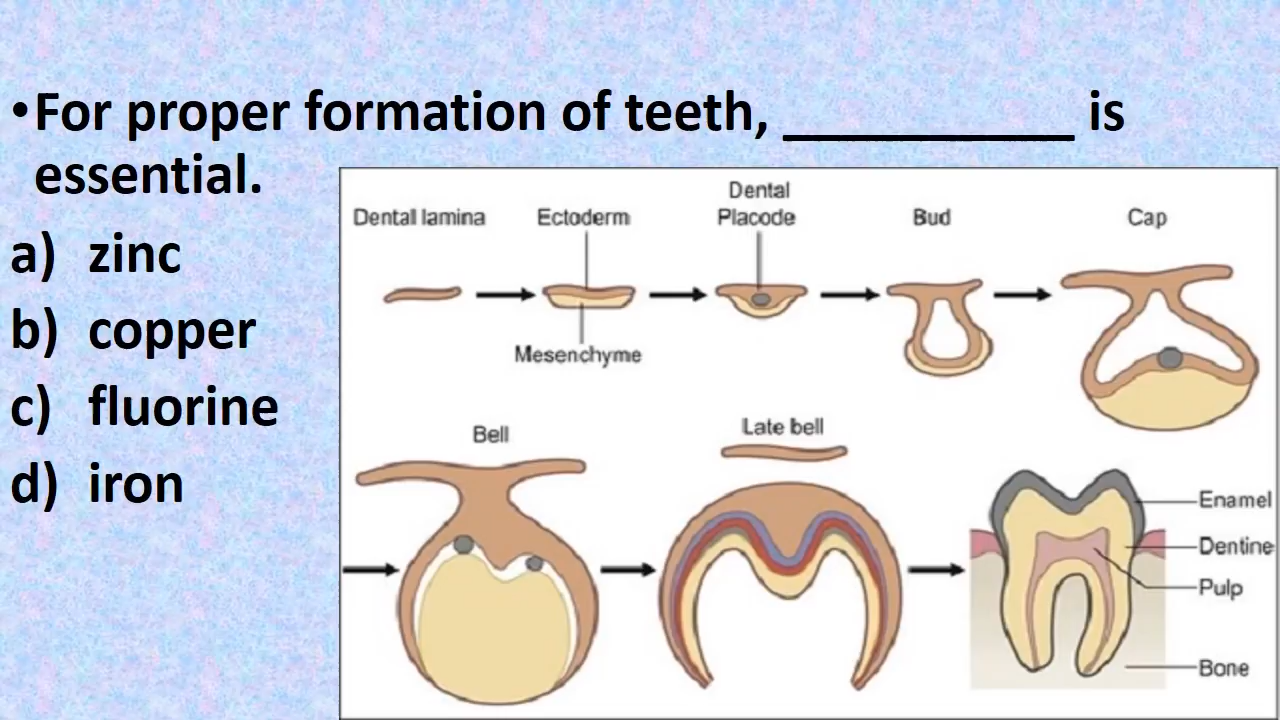 •For proper formation of teeth, __________ is
essential.
a) zinc
b) copper
c) fluorine
d) iron
Dental lamina
Ectoderm
Dental
Placode
Bud
Cap
Mesenchyme
Bell
Late bell
Enamel
Dentine
Pulp
Bone